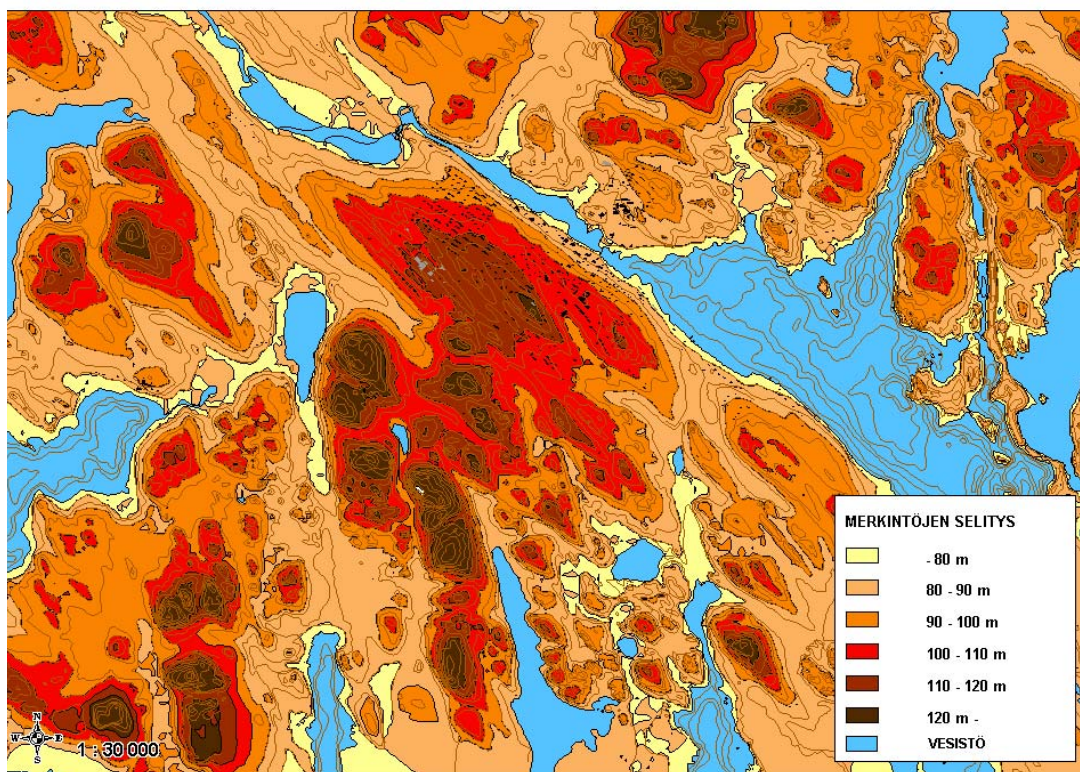 MERKINTÖJEN SELITYS
- 80 m
80 - 90 m
90 - 100 m
100 - 110 m
110 - 120 m
120 m -
VESISTÖ
N
W E
S
1 : 30 000